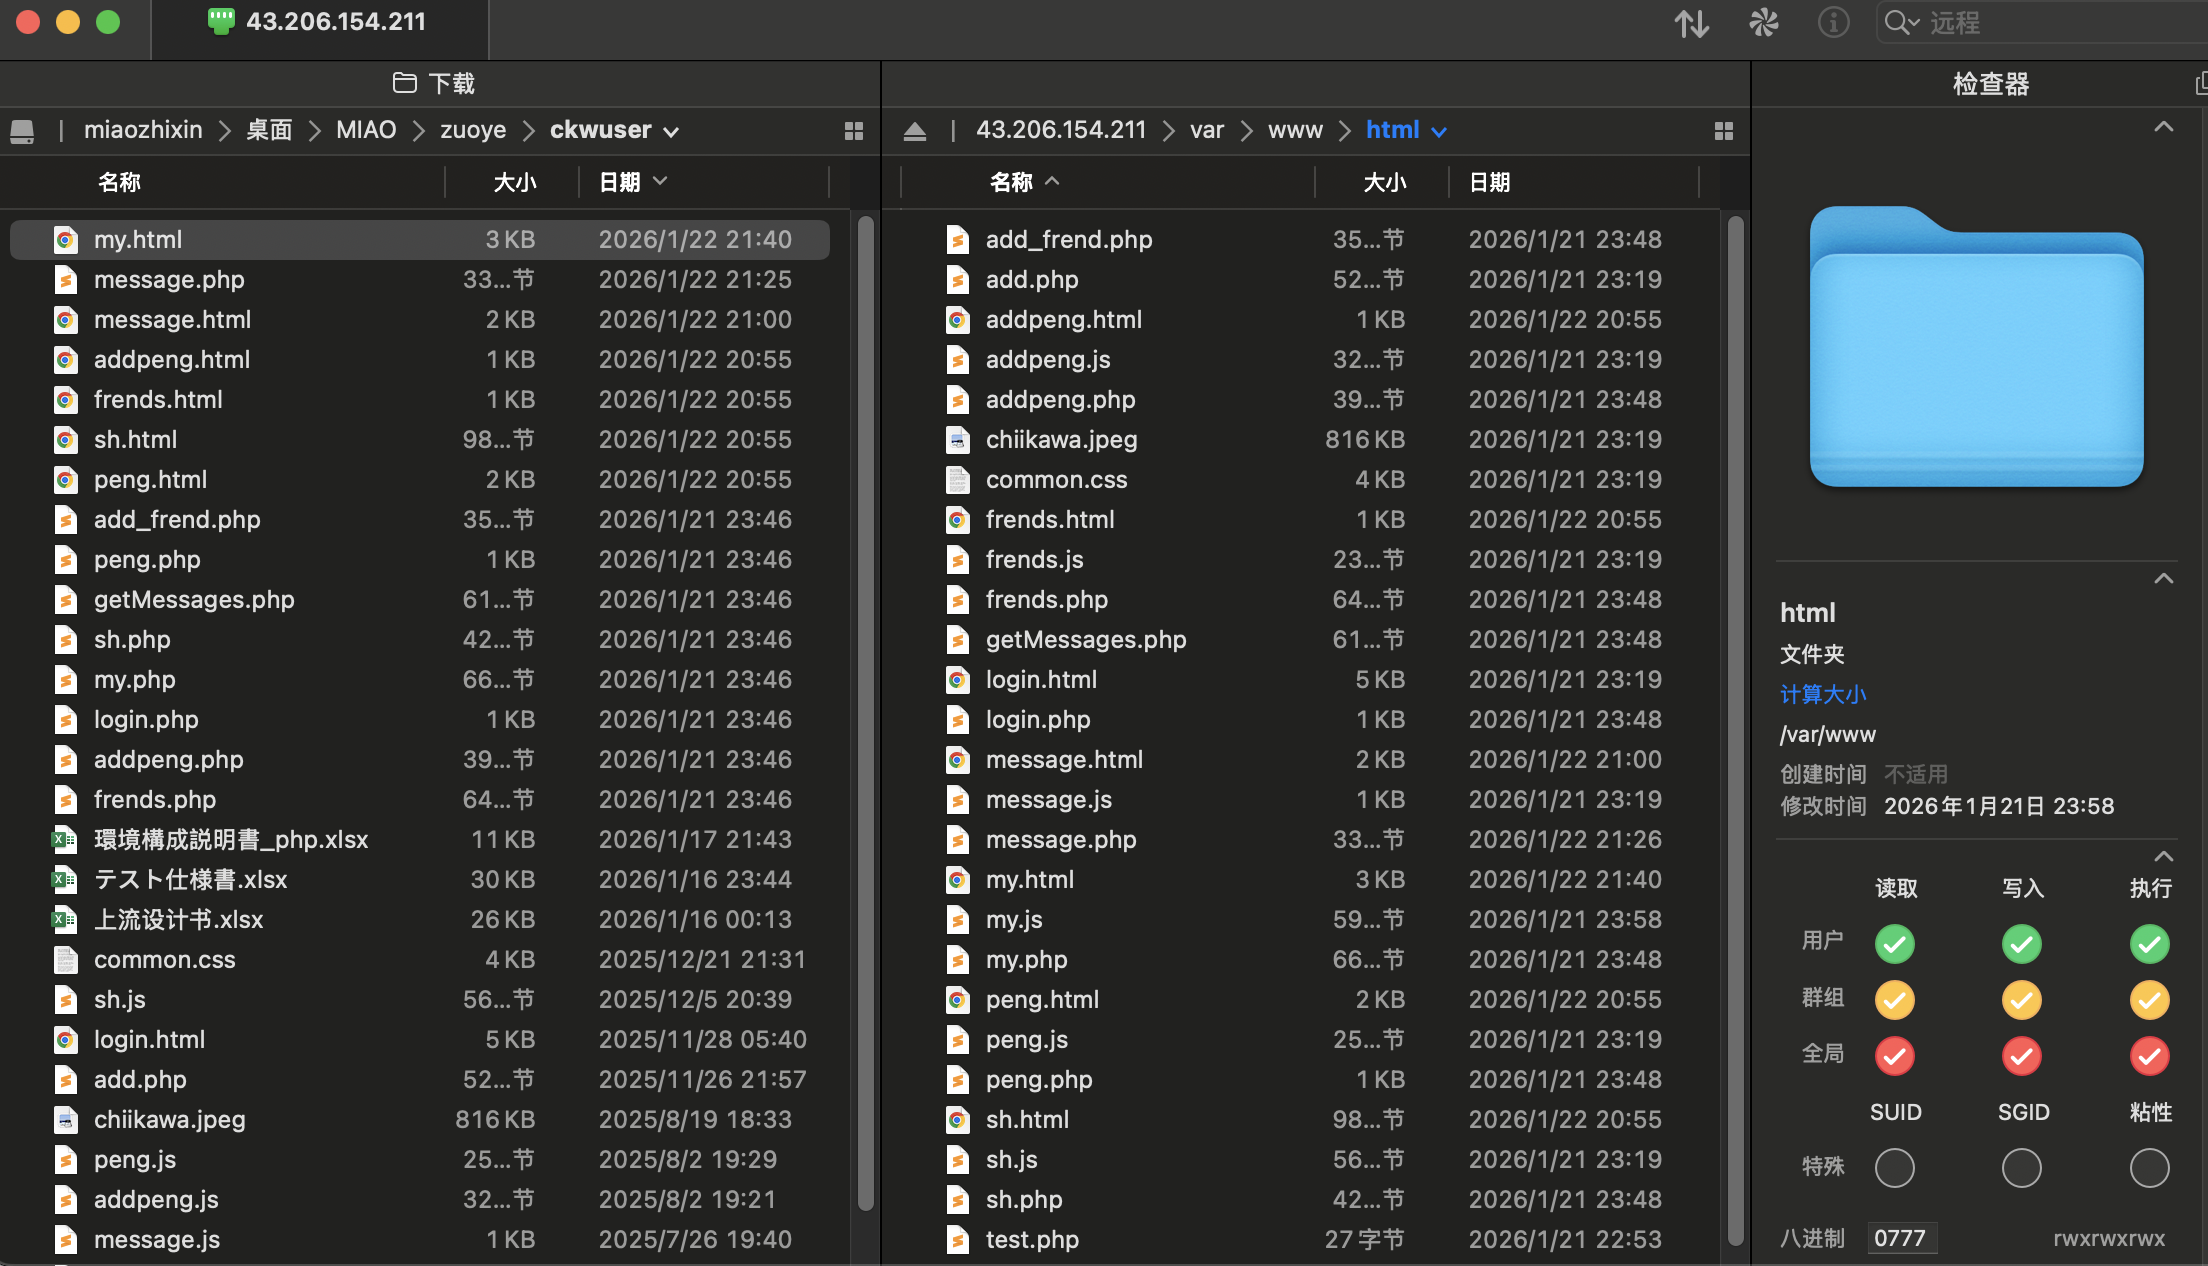 43.206.154.211
远程
下载
检查器
miaozhixin 桌面 MIAO zuoye ckwuser
43.206.154.211 var www html
名称 大小 日期
名称 大小 日期
my.html 3 KB 2026/1/22 21:40
message.php 33...节 2026/1/22 21:25
message.html 2 KB 2026/1/22 21:00
addpeng.html 1 KB 2026/1/22 20:55
frends.html 1 KB 2026/1/22 20:55
sh.html 98...节 2026/1/22 20:55
peng.html 2 KB 2026/1/22 20:55
add_frend.php 35...节 2026/1/21 23:46
peng.php 1 KB 2026/1/21 23:46
getMessages.php 61...节 2026/1/21 23:46
sh.php 42...节 2026/1/21 23:46
my.php 66...节 2026/1/21 23:46
login.php 1 KB 2026/1/21 23:46
addpeng.php 39...节 2026/1/21 23:46
frends.php 64...节 2026/1/21 23:46
環境構成説明書_php.xlsx 11 KB 2026/1/17 21:43
テスト仕様書.xlsx 30 KB 2026/1/16 23:44
上流设计书.xlsx 26 KB 2026/1/16 00:13
common.css 4 KB 2025/12/21 21:31
sh.js 56...节 2025/12/5 20:39
login.html 5 KB 2025/11/28 05:40
add.php 52...节 2025/11/26 21:57
chiikawa.jpeg 816 KB 2025/8/19 18:33
peng.js 25...节 2025/8/2 19:29
addpeng.js 32...节 2025/8/2 19:21
message.js 1 KB 2025/7/26 19:40
add_frend.php 35...节 2026/1/21 23:48
add.php 52...节 2026/1/21 23:19
addpeng.html 1 KB 2026/1/22 20:55
addpeng.js 32...节 2026/1/21 23:19
addpeng.php 39...节 2026/1/21 23:48
chiikawa.jpeg 816 KB 2026/1/21 23:19
common.css 4 KB 2026/1/21 23:19
frends.html 1 KB 2026/1/22 20:55
frends.js 23...节 2026/1/21 23:19
frends.php 64...节 2026/1/21 23:48
getMessages.php 61...节 2026/1/21 23:48
login.html 5 KB 2026/1/21 23:19
login.php 1 KB 2026/1/21 23:48
message.html 2 KB 2026/1/22 21:00
message.js 1 KB 2026/1/21 23:19
message.php 33...节 2026/1/22 21:26
my.html 3 KB 2026/1/22 21:40
my.js 59...节 2026/1/21 23:58
my.php 66...节 2026/1/21 23:48
peng.html 2 KB 2026/1/22 20:55
peng.js 25...节 2026/1/21 23:19
peng.php 1 KB 2026/1/21 23:48
sh.html 98...节 2026/1/22 20:55
sh.js 56...节 2026/1/21 23:19
sh.php 42...节 2026/1/21 23:48
test.php 27 字节 2026/1/21 22:53
html
文件夹
计算大小
/var/www
创建时间 不适用
修改时间 2026年1月21日 23:58
读取 写入 执行
用户
群组
全局
SUID SGID 粘性
特殊
八进制 0777 rwxrwxrwx